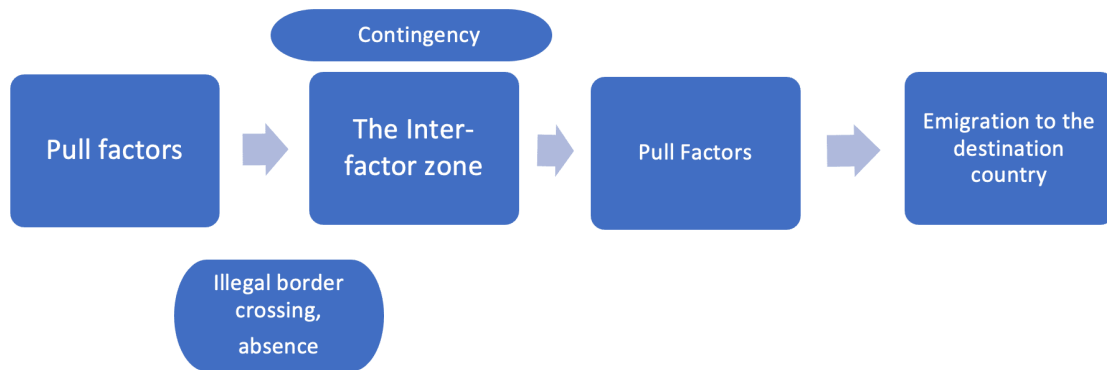 Contingency
Pull factors
The Inter-
factor zone
Pull Factors
Emigration to the
destination
country
Illegal border
crossing,
absence